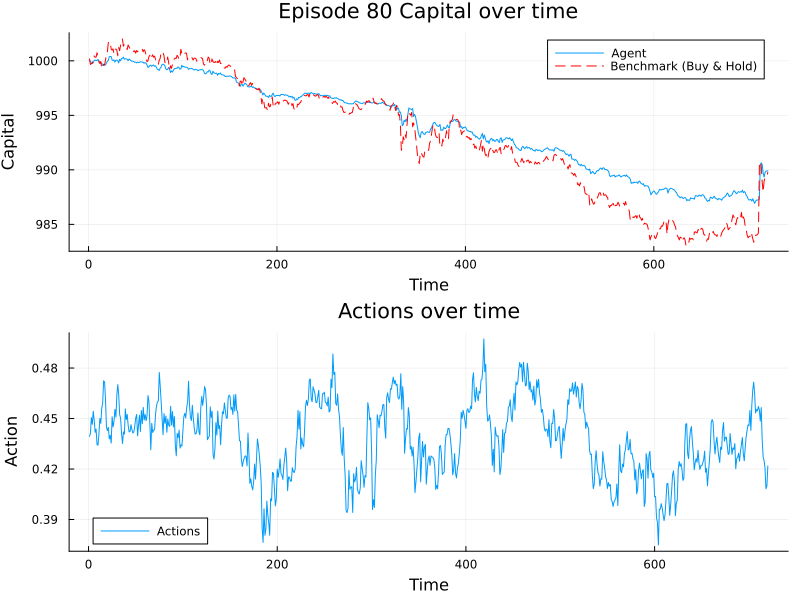 Episode 80 Capital over time
1000
995
990
985
Capital
Agent
Benchmark (Buy & Hold)
0
200
400
600
Time
Actions over time
0.48
0.45
0.42
0.39
Action
Actions
0
200
400
600
Time